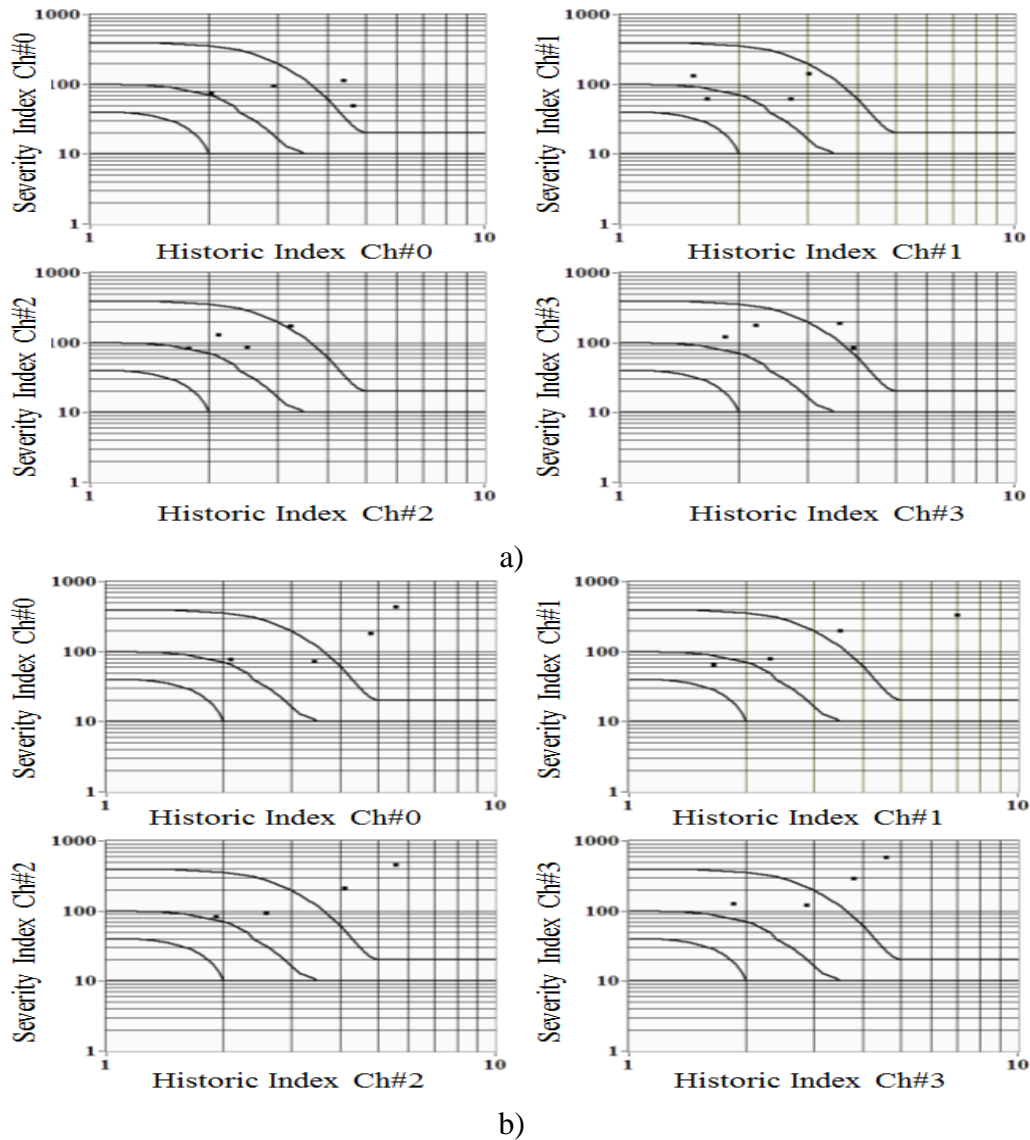 1000
100
10
1
Severity Index Ch#0
1
10
Historic Index Ch#0
1000
100
10
1
Severity Index Ch#1
1
10
Historic Index Ch#1
1000
100
10
1
Severity Index Ch#2
1
10
Historic Index Ch#2
1000
100
10
1
Severity Index Ch#3
1
10
Historic Index Ch#3
a)
1000
100
10
1
Severity Index Ch#0
1
10
Historic Index Ch#0
1000
100
10
1
Severity Index Ch#1
1
10
Historic Index Ch#1
1000
100
10
1
Severity Index Ch#2
1
10
Historic Index Ch#2
1000
100
10
1
Severity Index Ch#3
1
10
Historic Index Ch#3
b)